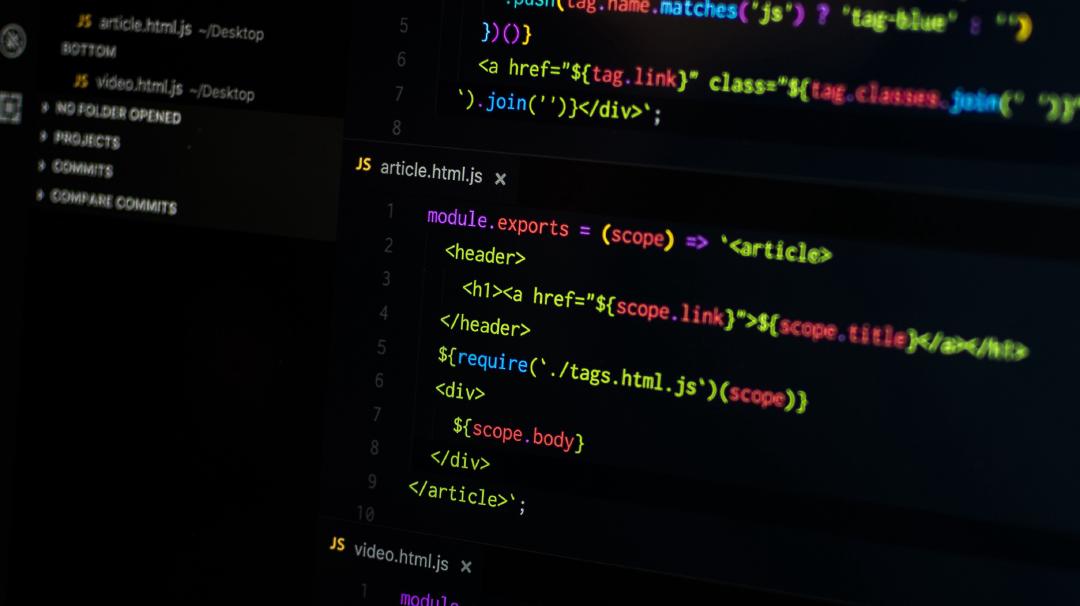 JS article.html.js ~/Desktop
BOTTOM
JS video.html.js ~/Desktop
NO FOLDER OPENED
PROJECTS
COMMITS
COMPARE COMMITS
.push(tag.name.matches('js') ? 'tag-blue' : '')
5 })()}
6 <a href="${tag.link}" class="${tag.classes.join(' ')}"
7 `).join('')}</div>`;
8
JS article.html.js ×
1 module.exports = (scope) => `<article>
2 <header>
3 <h1><a href="${scope.link}">${scope.title}</a></h1>
4 </header>
5 ${require(`./tags.html.js`)(scope)}
6 <div>
7 ${scope.body}
8 </div>
9 </article>`;
10
JS video.html.js ×
1 module